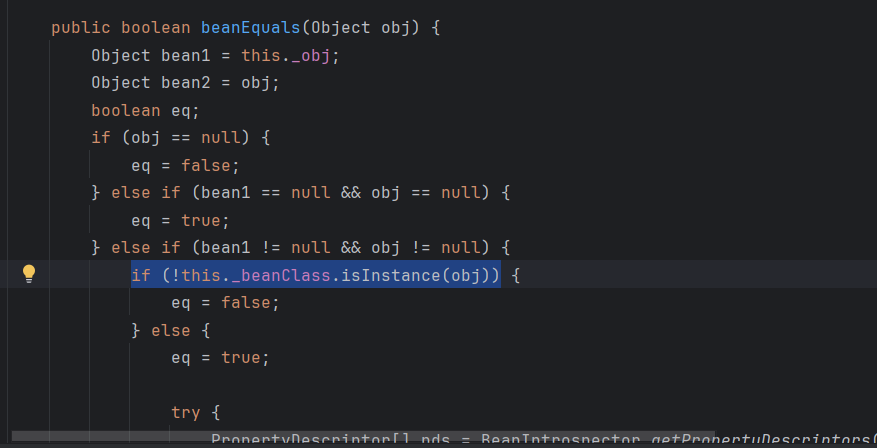 public boolean beanEquals(Object obj) {
Object bean1 = this._obj;
Object bean2 = obj;
boolean eq;
if (obj == null) {
eq = false;
} else if (bean1 == null && obj == null) {
eq = true;
} else if (bean1 != null && obj != null) {
if (!this._beanClass.isInstance(obj)) {
eq = false;
} else {
eq = true;
try {
PropertyDescriptor[] pds = BeanIntrospector.getPropertyDescriptors(